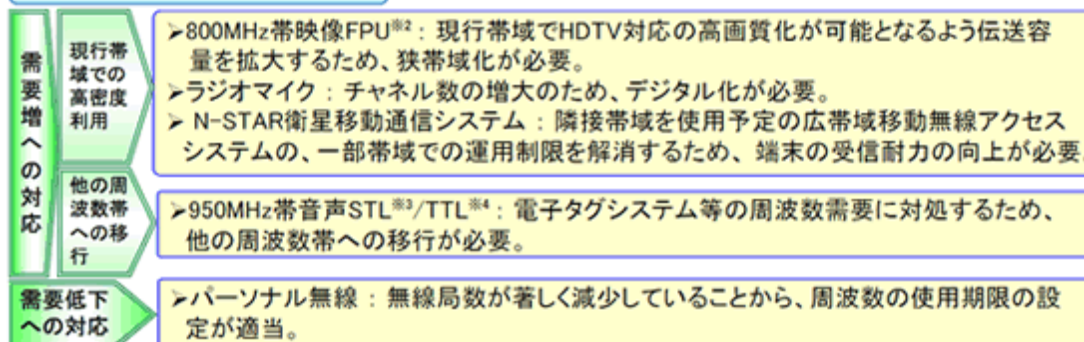 需要増への対応
現行帯
域での
高密度
利用
➢800MHz帯映像FPU※2：現行帯域でHDTV対応の高画質化が可能となるよう伝送容
量を拡大するため、狭帯域化が必要。
➢ラジオマイク：チャネル数の増大のため、デジタル化が必要。
➢ N-STAR衛星移動通信システム：隣接帯域を使用予定の広帯域移動無線アクセス
システムの、一部帯域での運用制限を解消するため、端末の受信耐力の向上が必要。
他の周
波数帯
への移
行
➢950MHz帯音声STL※3/TTL※4：電子タグシステム等の周波数需要に対処するため、
他の周波数帯への移行が必要。
需要低下
への対応
➢パーソナル無線：無線局数が著しく減少していることから、周波数の使用期限の設
定が適当。